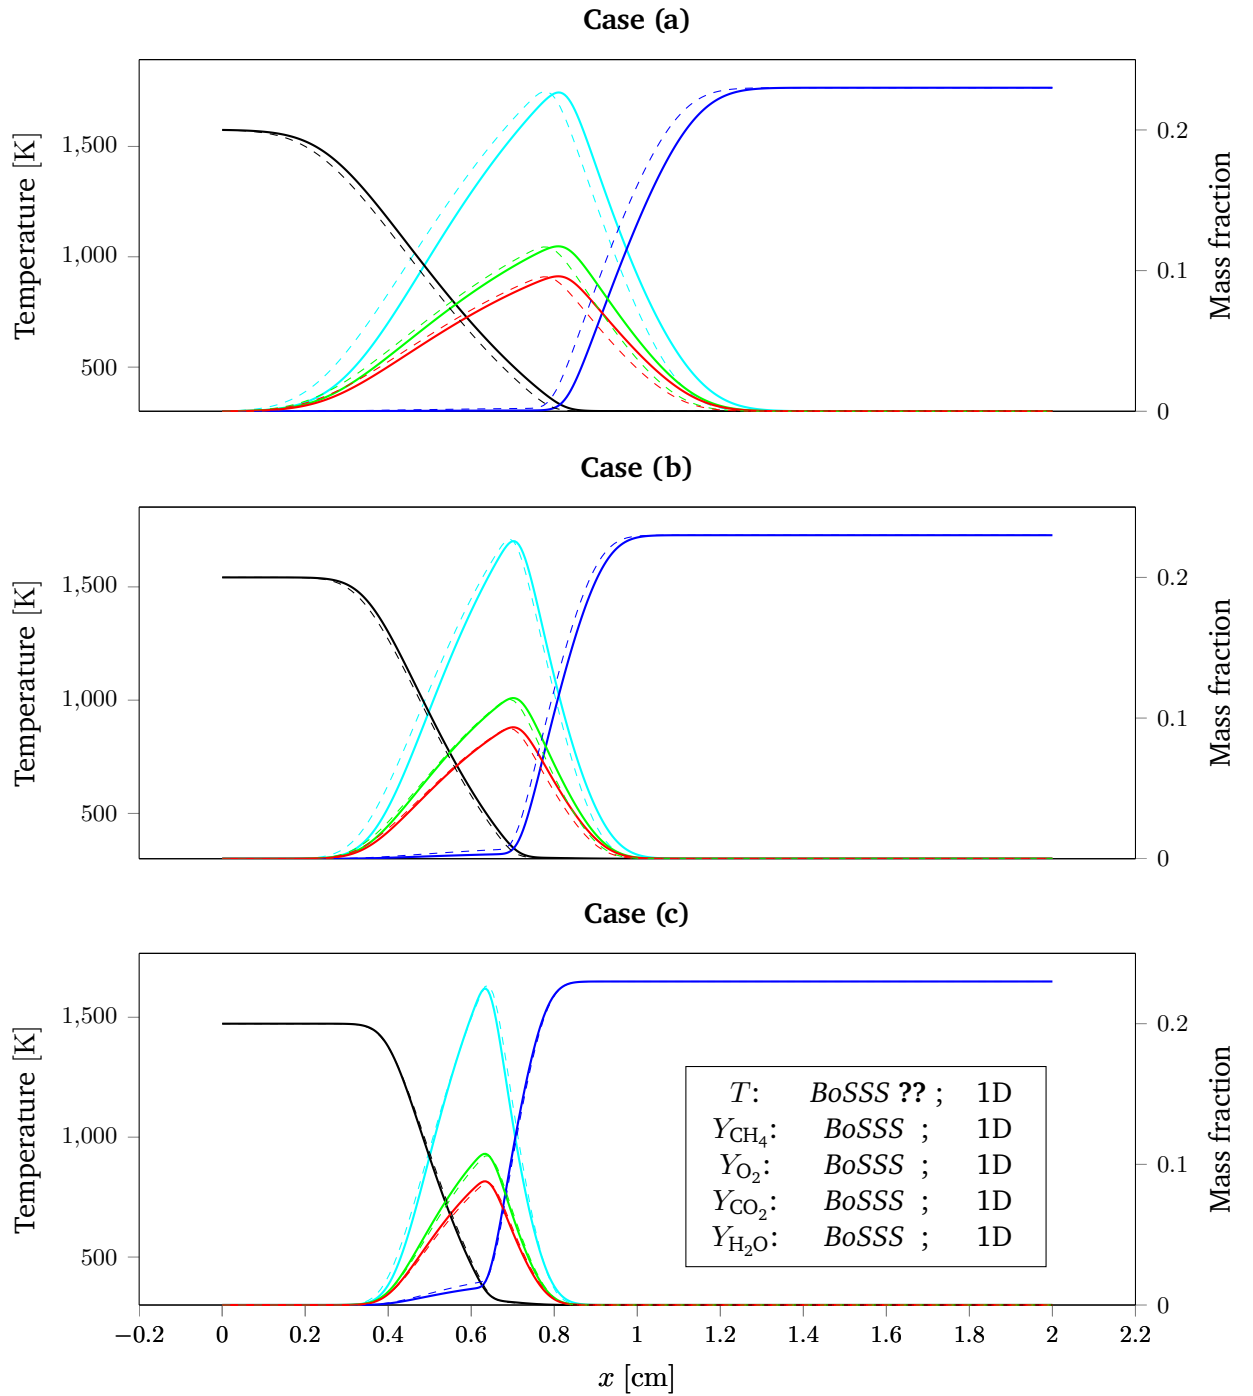 Case (a)
Temperature [K]
1,500
1,000
500
0.2
0.1
0
Mass fraction
Case (b)
Temperature [K]
1,500
1,000
500
0.2
0.1
0
Mass fraction
Case (c)
Temperature [K]
1,500
1,000
500
0.2
0.1
0
Mass fraction
T: BoSSS ?? ; 1D
Y_CH₄: BoSSS ; 1D
Y_O₂: BoSSS ; 1D
Y_CO₂: BoSSS ; 1D
Y_H₂O: BoSSS ; 1D
−0.2 0 0.2 0.4 0.6 0.8 1 1.2 1.4 1.6 1.8 2 2.2
x [cm]